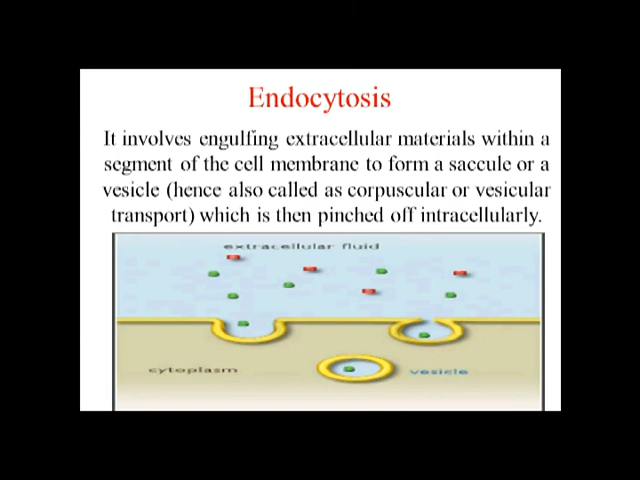 Endocytosis
It involves engulfing extracellular materials within a
segment of the cell membrane to form a saccule or a
vesicle (hence also called as corpuscular or vesicular
transport) which is then pinched off intracellularly.
extracellular fluid
cytoplasm
vesicle